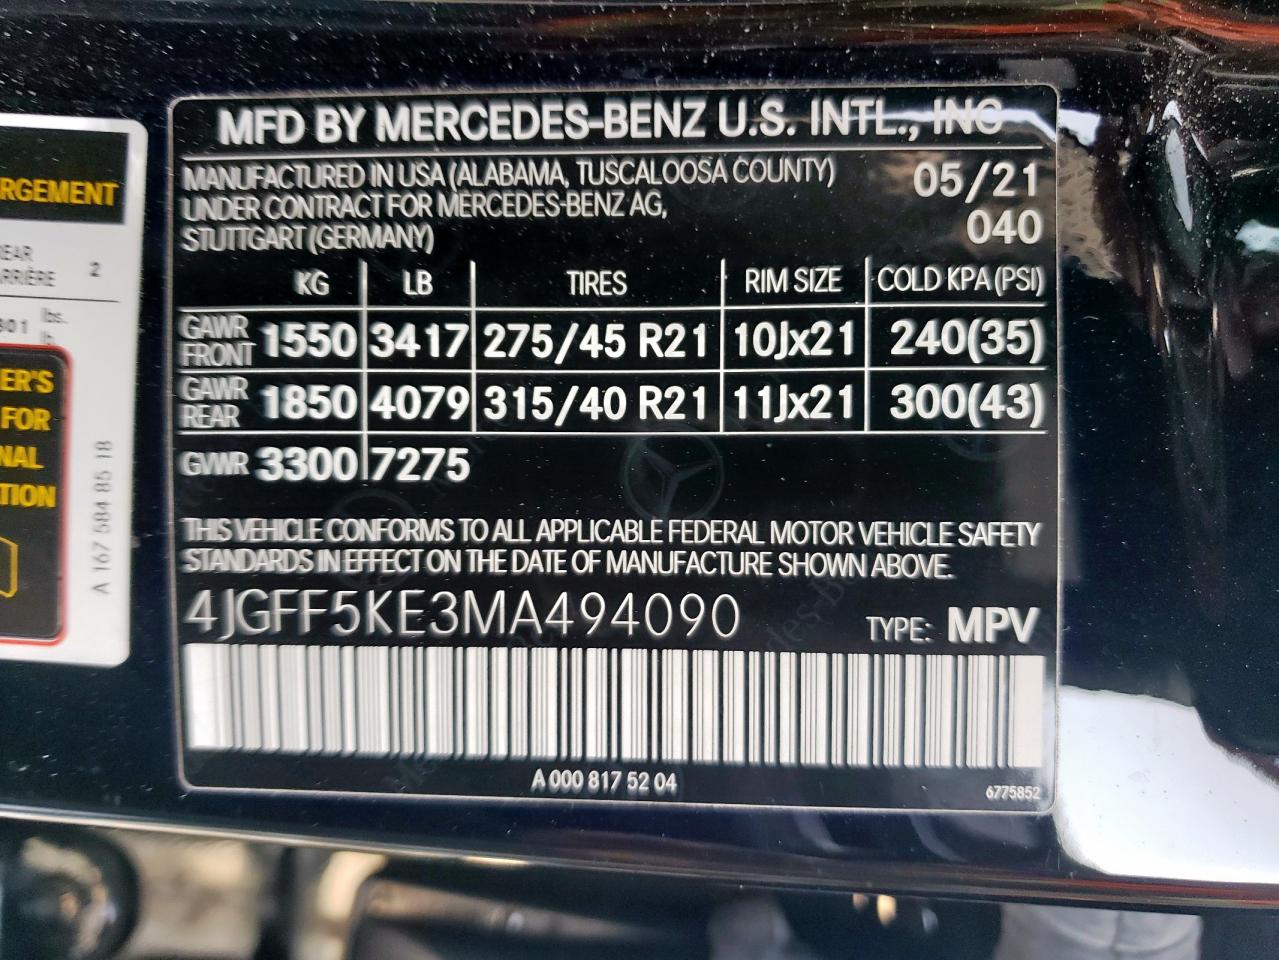 MFD BY MERCEDES-BENZ U.S. INTL., INC
MANUFACTURED IN USA (ALABAMA, TUSCALOOSA COUNTY) 05/21
UNDER CONTRACT FOR MERCEDES-BENZ AG,
STUTTGART (GERMANY) 040
KG LB TIRES RIM SIZE COLD KPA (PSI)
GAWR FRONT 1550 3417 275/45 R21 10Jx21 240(35)
GAWR REAR 1850 4079 315/40 R21 11Jx21 300(43)
GVWR 3300 7275
THIS VEHICLE CONFORMS TO ALL APPLICABLE FEDERAL MOTOR VEHICLE SAFETY
STANDARDS IN EFFECT ON THE DATE OF MANUFACTURE SHOWN ABOVE.
4JGFF5KE3MA494090 TYPE: MPV
A 000 817 52 04
6775852
RGEMENT
REAR
ARRIÈRE 2
301 lbs.
lb
ER'S
FOR
NAL
TION
A 167 584 85 18